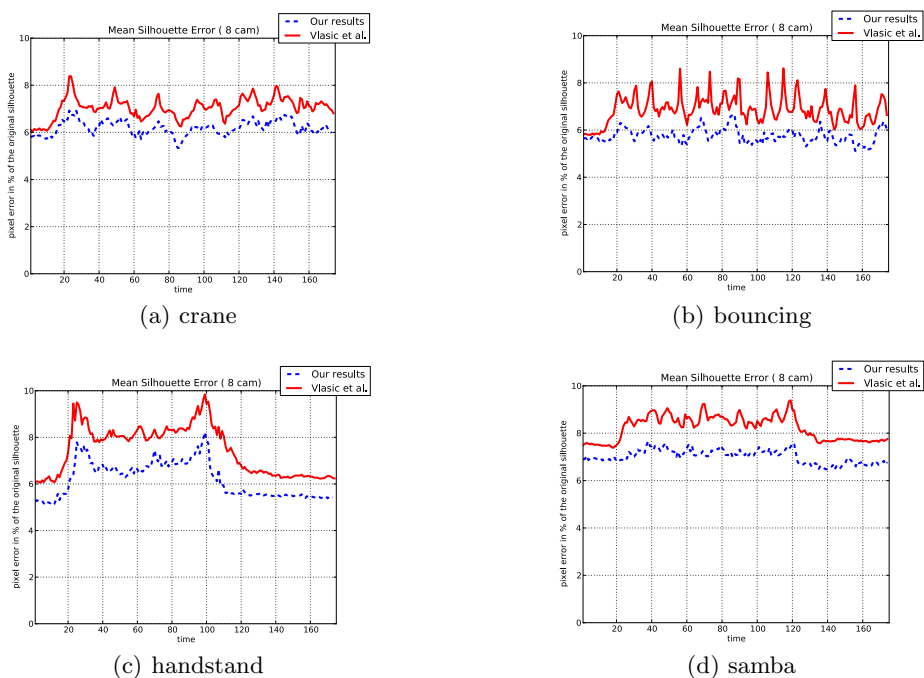 Mean Silhouette Error ( 8 cam)
Our results
Vlasic et al.
pixel error in % of the original silhouette
10
8
6
4
2
0
20 40 60 80 100 120 140 160
time
(a) crane
Mean Silhouette Error ( 8 cam)
Our results
Vlasic et al.
pixel error in % of the original silhouette
10
8
6
4
2
0
20 40 60 80 100 120 140 160
time
(b) bouncing
Mean Silhouette Error ( 8 cam)
Our results
Vlasic et al.
pixel error in % of the original silhouette
10
8
6
4
2
0
20 40 60 80 100 120 140 160
time
(c) handstand
Mean Silhouette Error ( 8 cam)
Our results
Vlasic et al.
pixel error in % of the original silhouette
10
8
6
4
2
0
20 40 60 80 100 120 140 160
time
(d) samba